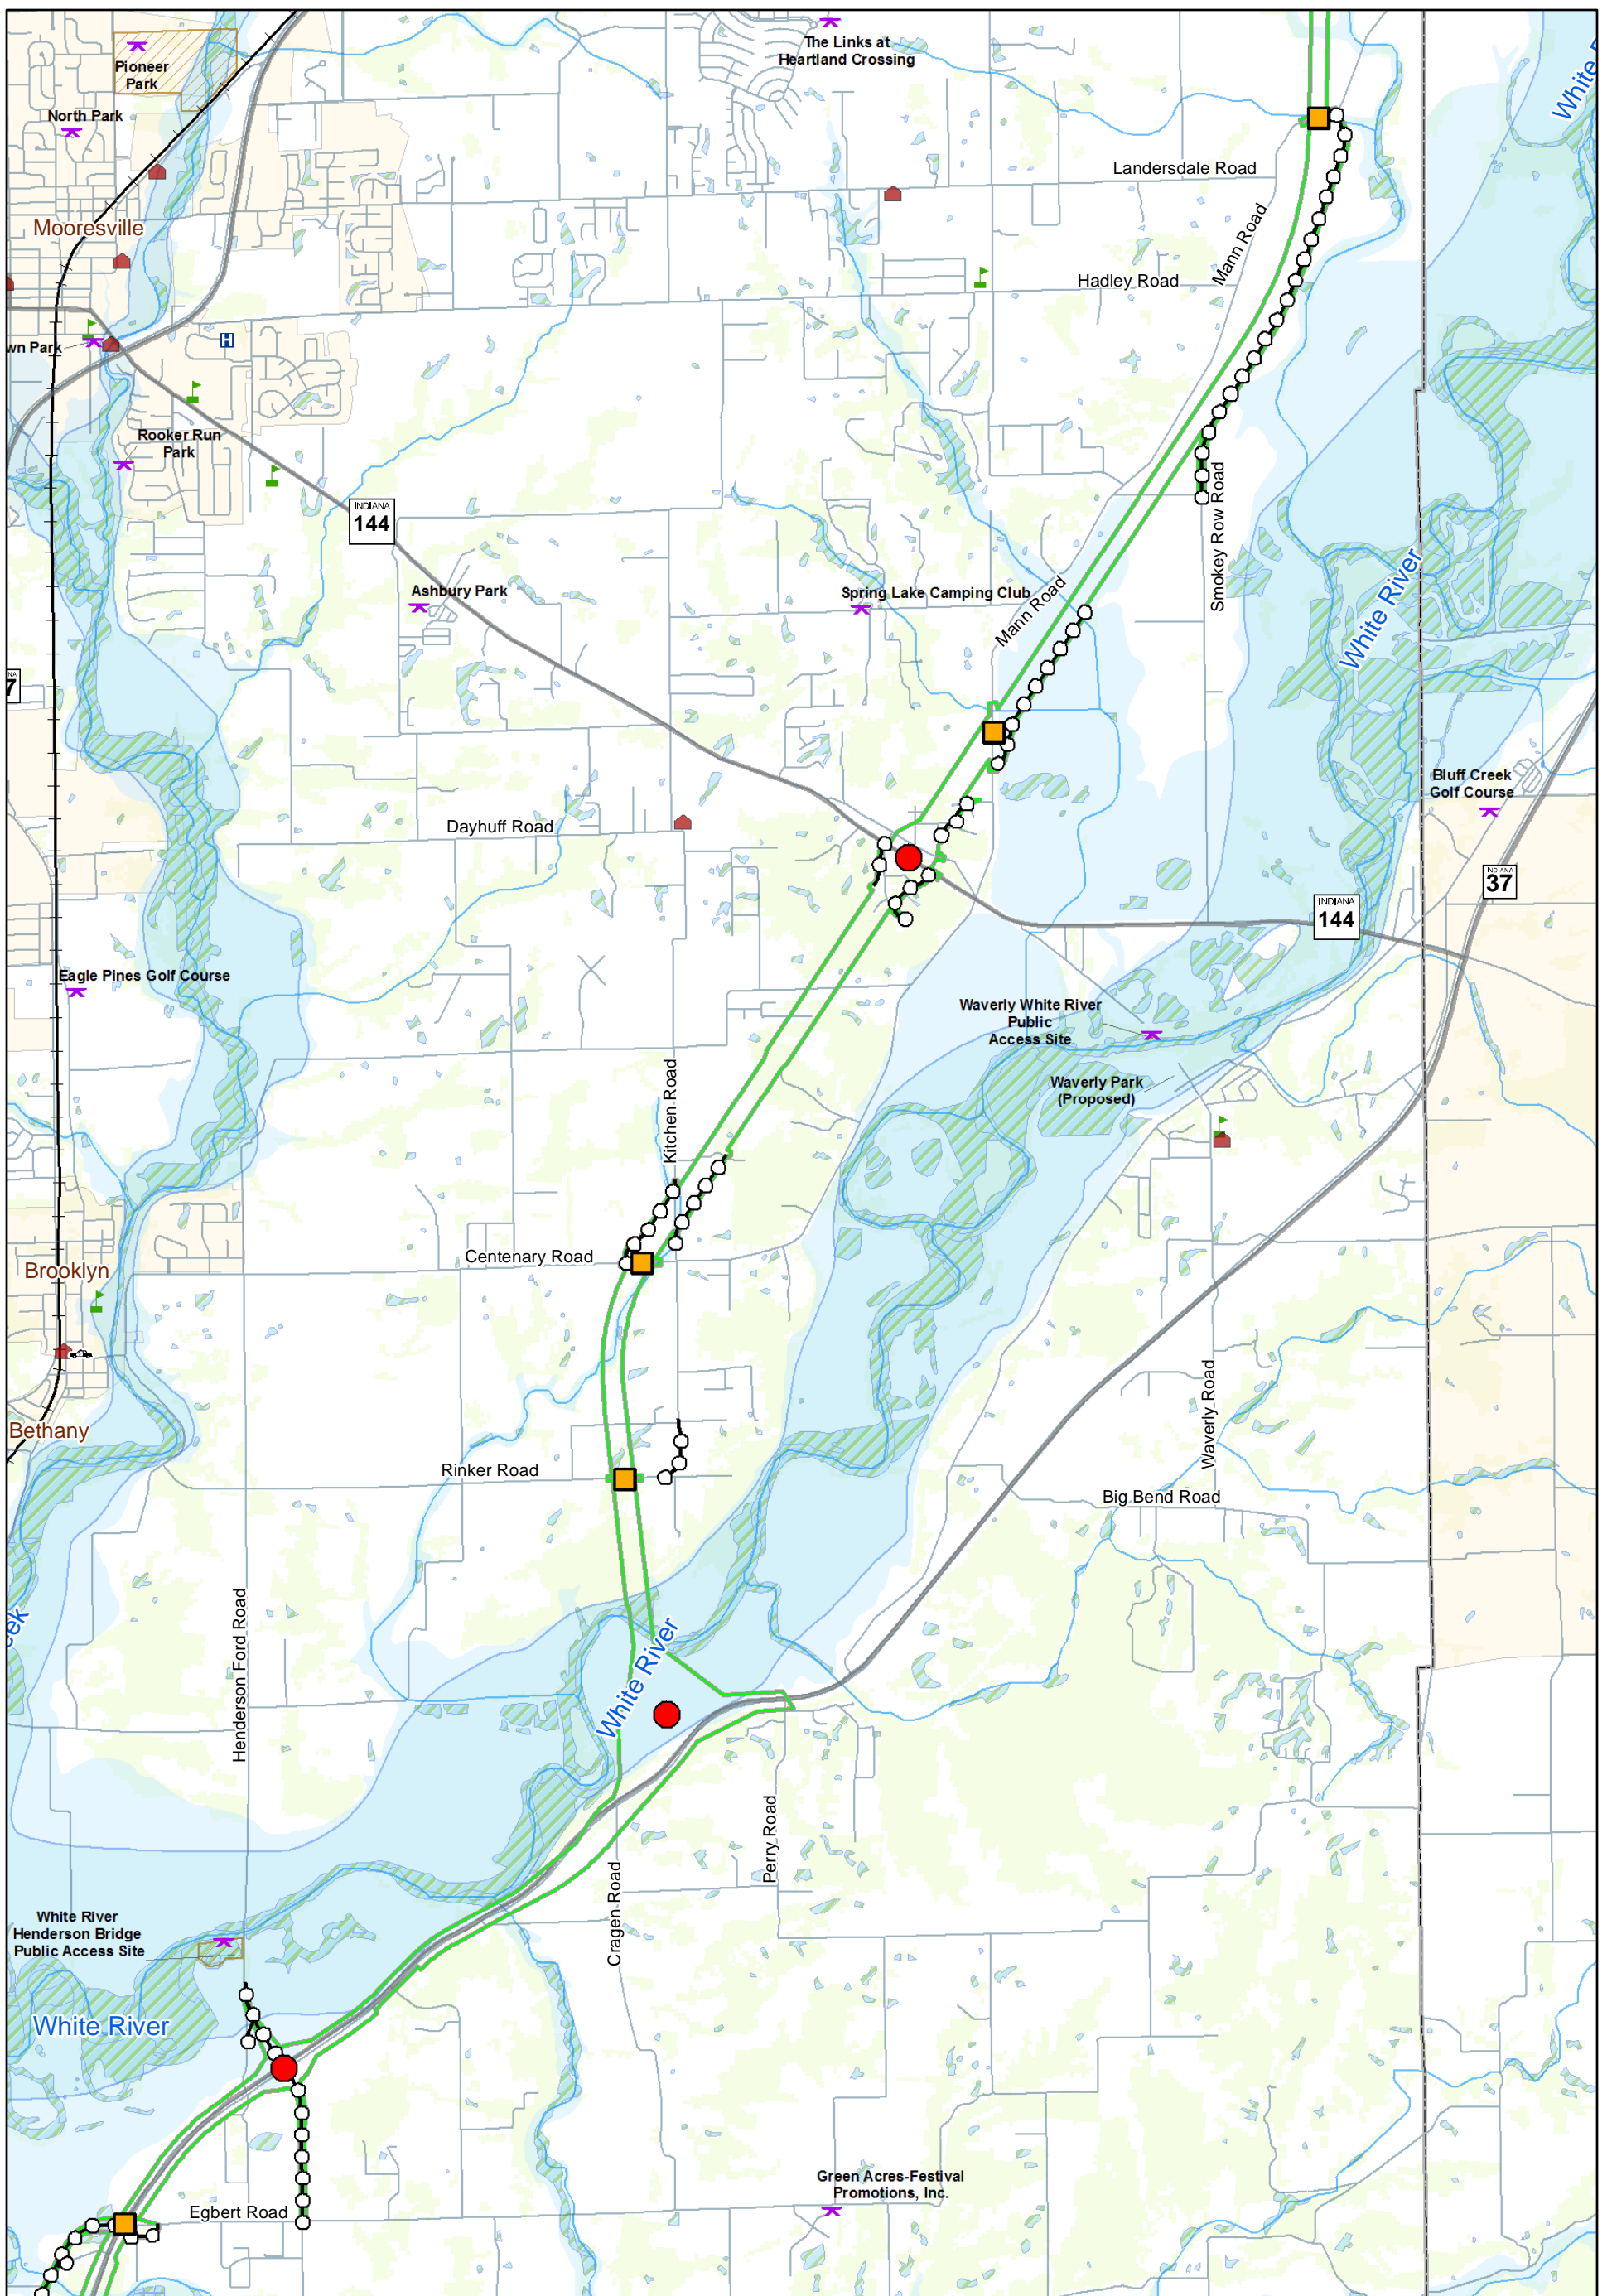 The Links at
Heartland Crossing
Pioneer
Park
North Park
Landersdale Road
Mooresville
Mann Road
Hadley Road
H
wn Park
Rooker Run
Park
INDIANA
144
Smokey Row Road
White River
Ashbury Park
Spring Lake Camping Club
Mann Road
White River
NA
7
Bluff Creek
Golf Course
Dayhuff Road
INDIANA
37
INDIANA
144
Eagle Pines Golf Course
Waverly White River
Public
Access Site
Waverly Park
(Proposed)
Kitchen Road
Centenary Road
Brooklyn
Waverly Road
Bethany
Rinker Road
Big Bend Road
Henderson Ford Road
ek
White River
Perry Road
Cragen Road
White River
Henderson Bridge
Public Access Site
White River
Green Acres-Festival
Promotions, Inc.
Egbert Road